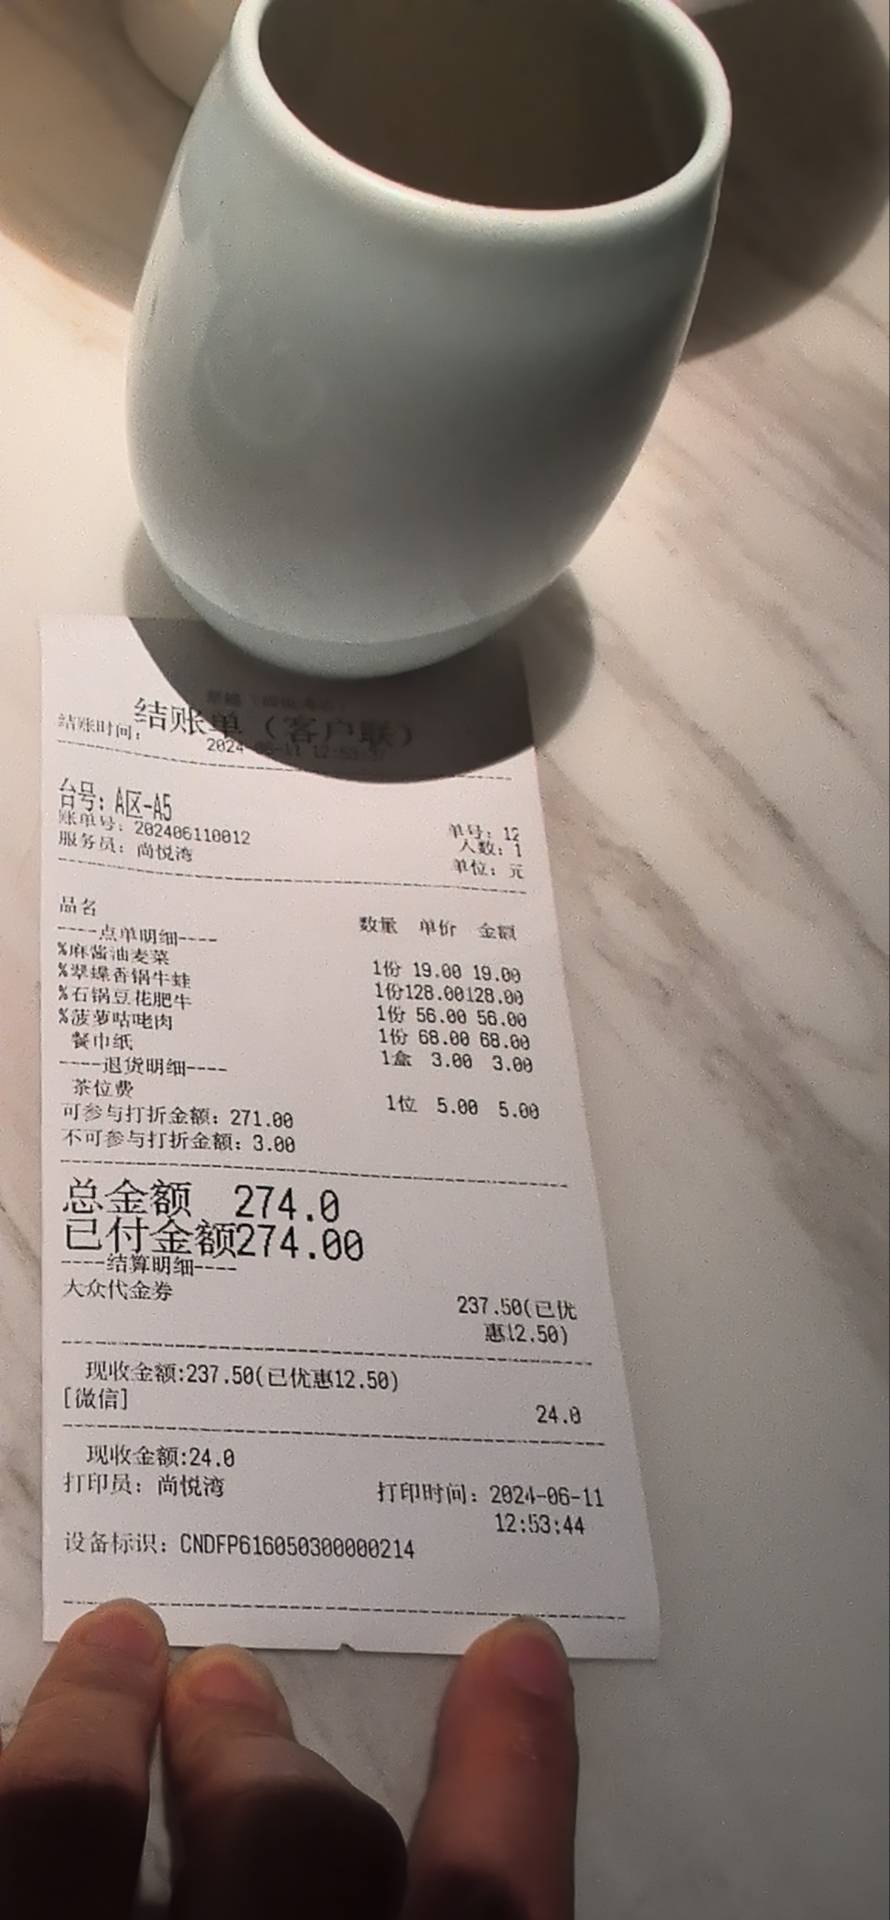 结账单（客户联）
结账时间: 2024-06-11 12:53:37
台号: A区-A5
账单号: 202406110012 单号: 12
服务员: 尚悦湾 人数: 1
单位: 元
品名 数量 单价 金额
----点单明细----
%麻酱油麦菜 1份 19.00 19.00
%翠蝶香锅牛蛙 1份128.00128.00
%石锅豆花肥牛 1份 56.00 56.00
%菠萝咕咾肉 1份 68.00 68.00
餐巾纸 1盒 3.00 3.00
----退货明细----
茶位费 1位 5.00 5.00
可参与打折金额: 271.00
不可参与打折金额: 3.00
总金额 274.0
已付金额274.00
----结算明细----
大众代金券 237.50(已优
惠12.50)
现收金额:237.50(已优惠12.50)
[微信] 24.0
现收金额:24.0
打印员: 尚悦湾 打印时间: 2024-06-11
12:53:44
设备标识: CNDFP616050300000214